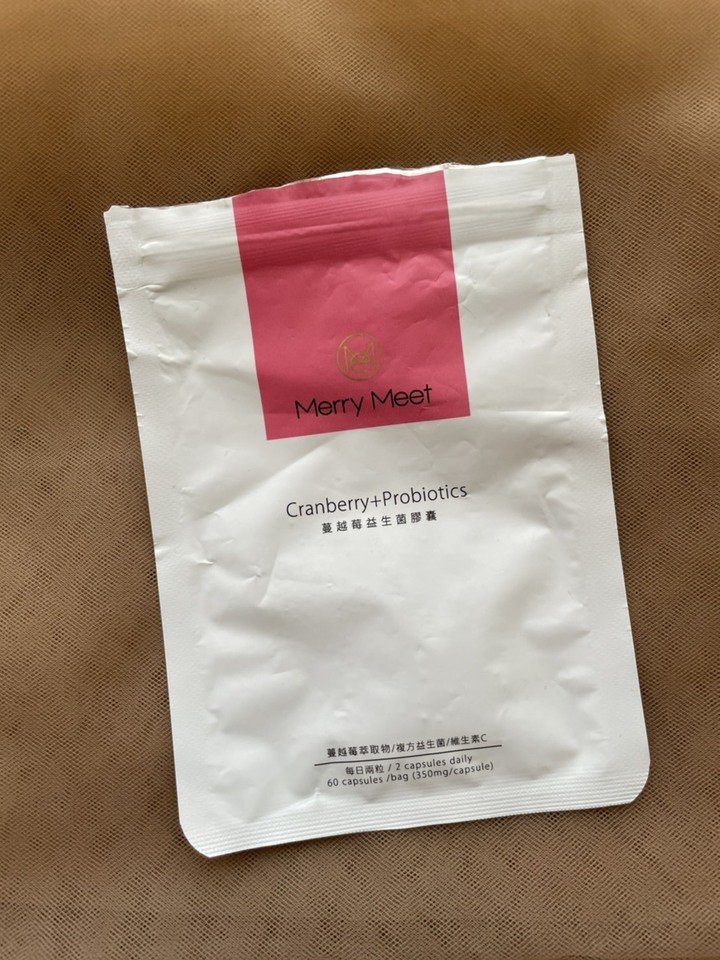 Merry Meet
Cranberry+Probiotics
蔓越莓益生菌膠囊
蔓越莓萃取物/複方益生菌/維生素C
每日兩粒 / 2 capsules daily
60 capsules /bag (350mg/capsule)